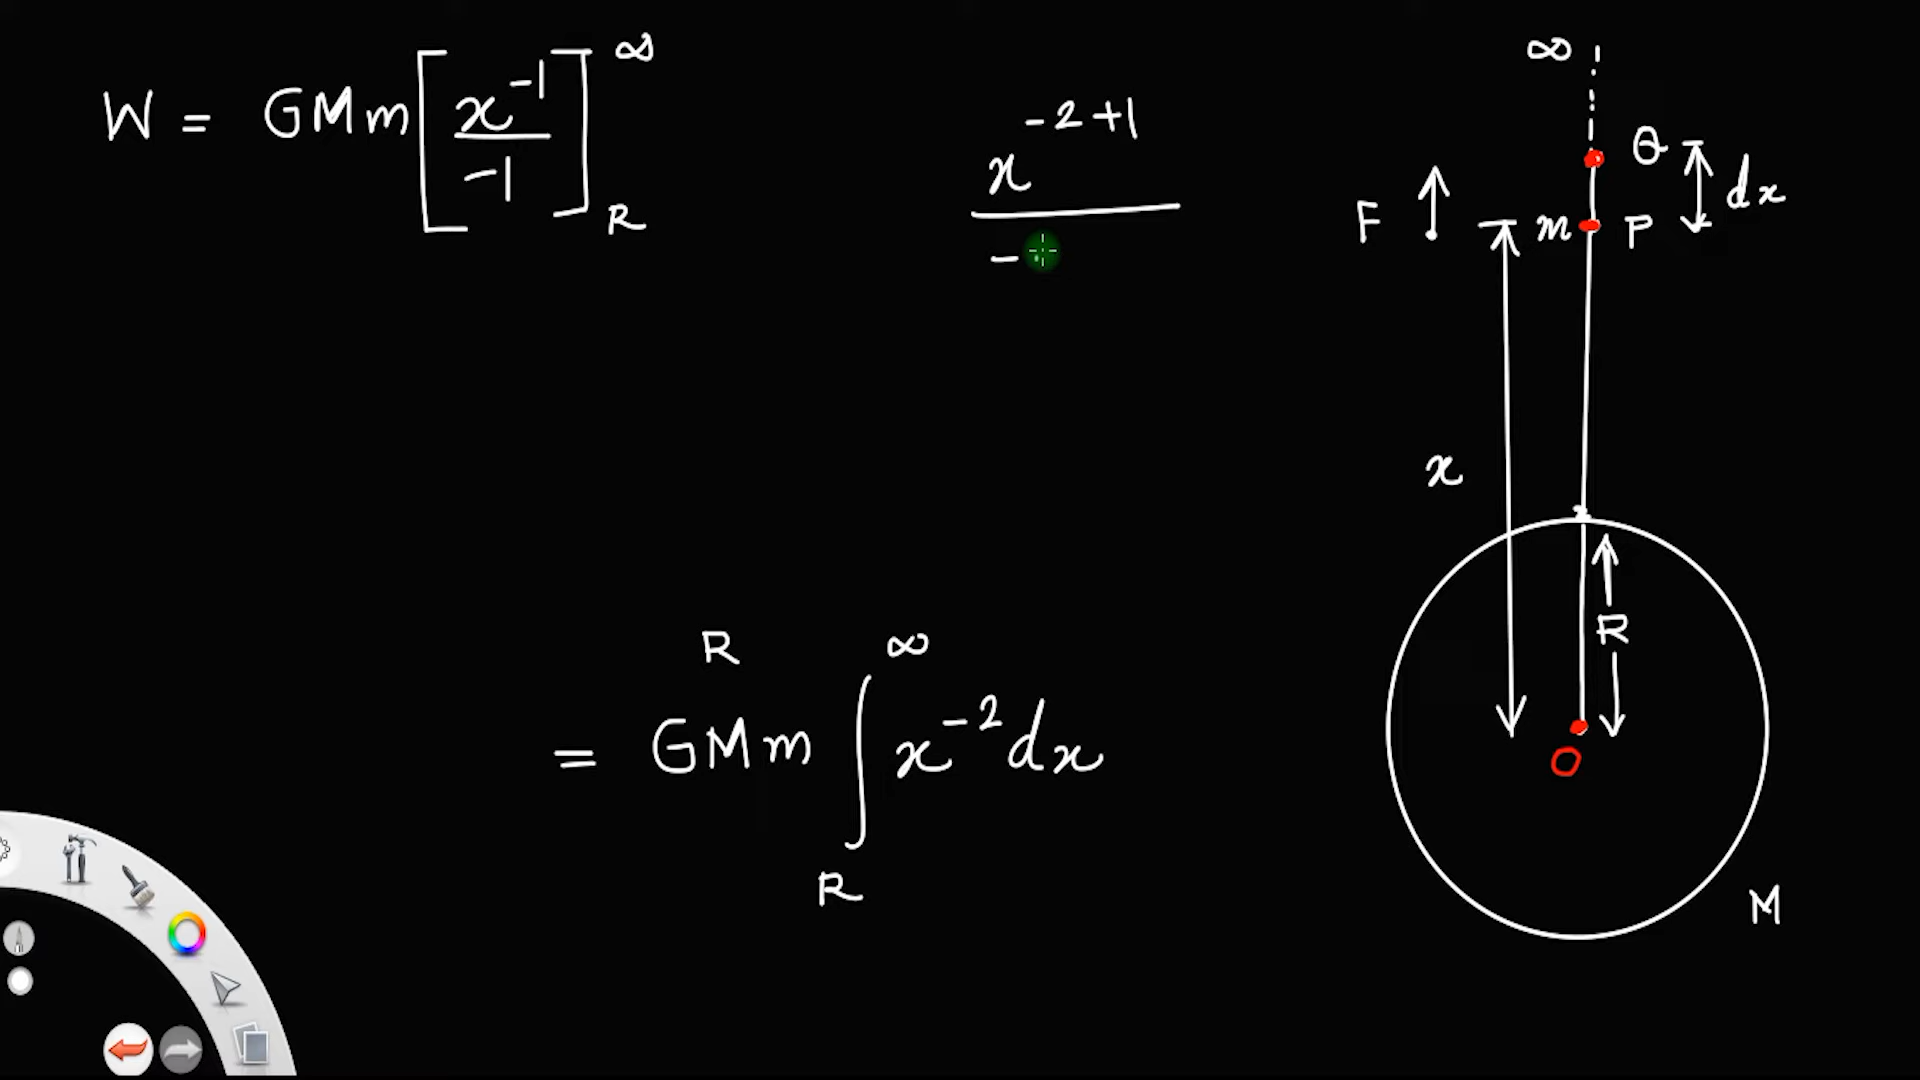 W = GMm [x⁻¹ / -1] ∞ R
x⁻²⁺¹ / -
R
= GMm ∫ ∞ R x⁻² dx
∞
Q
dx
F
m P
x
R
O
M